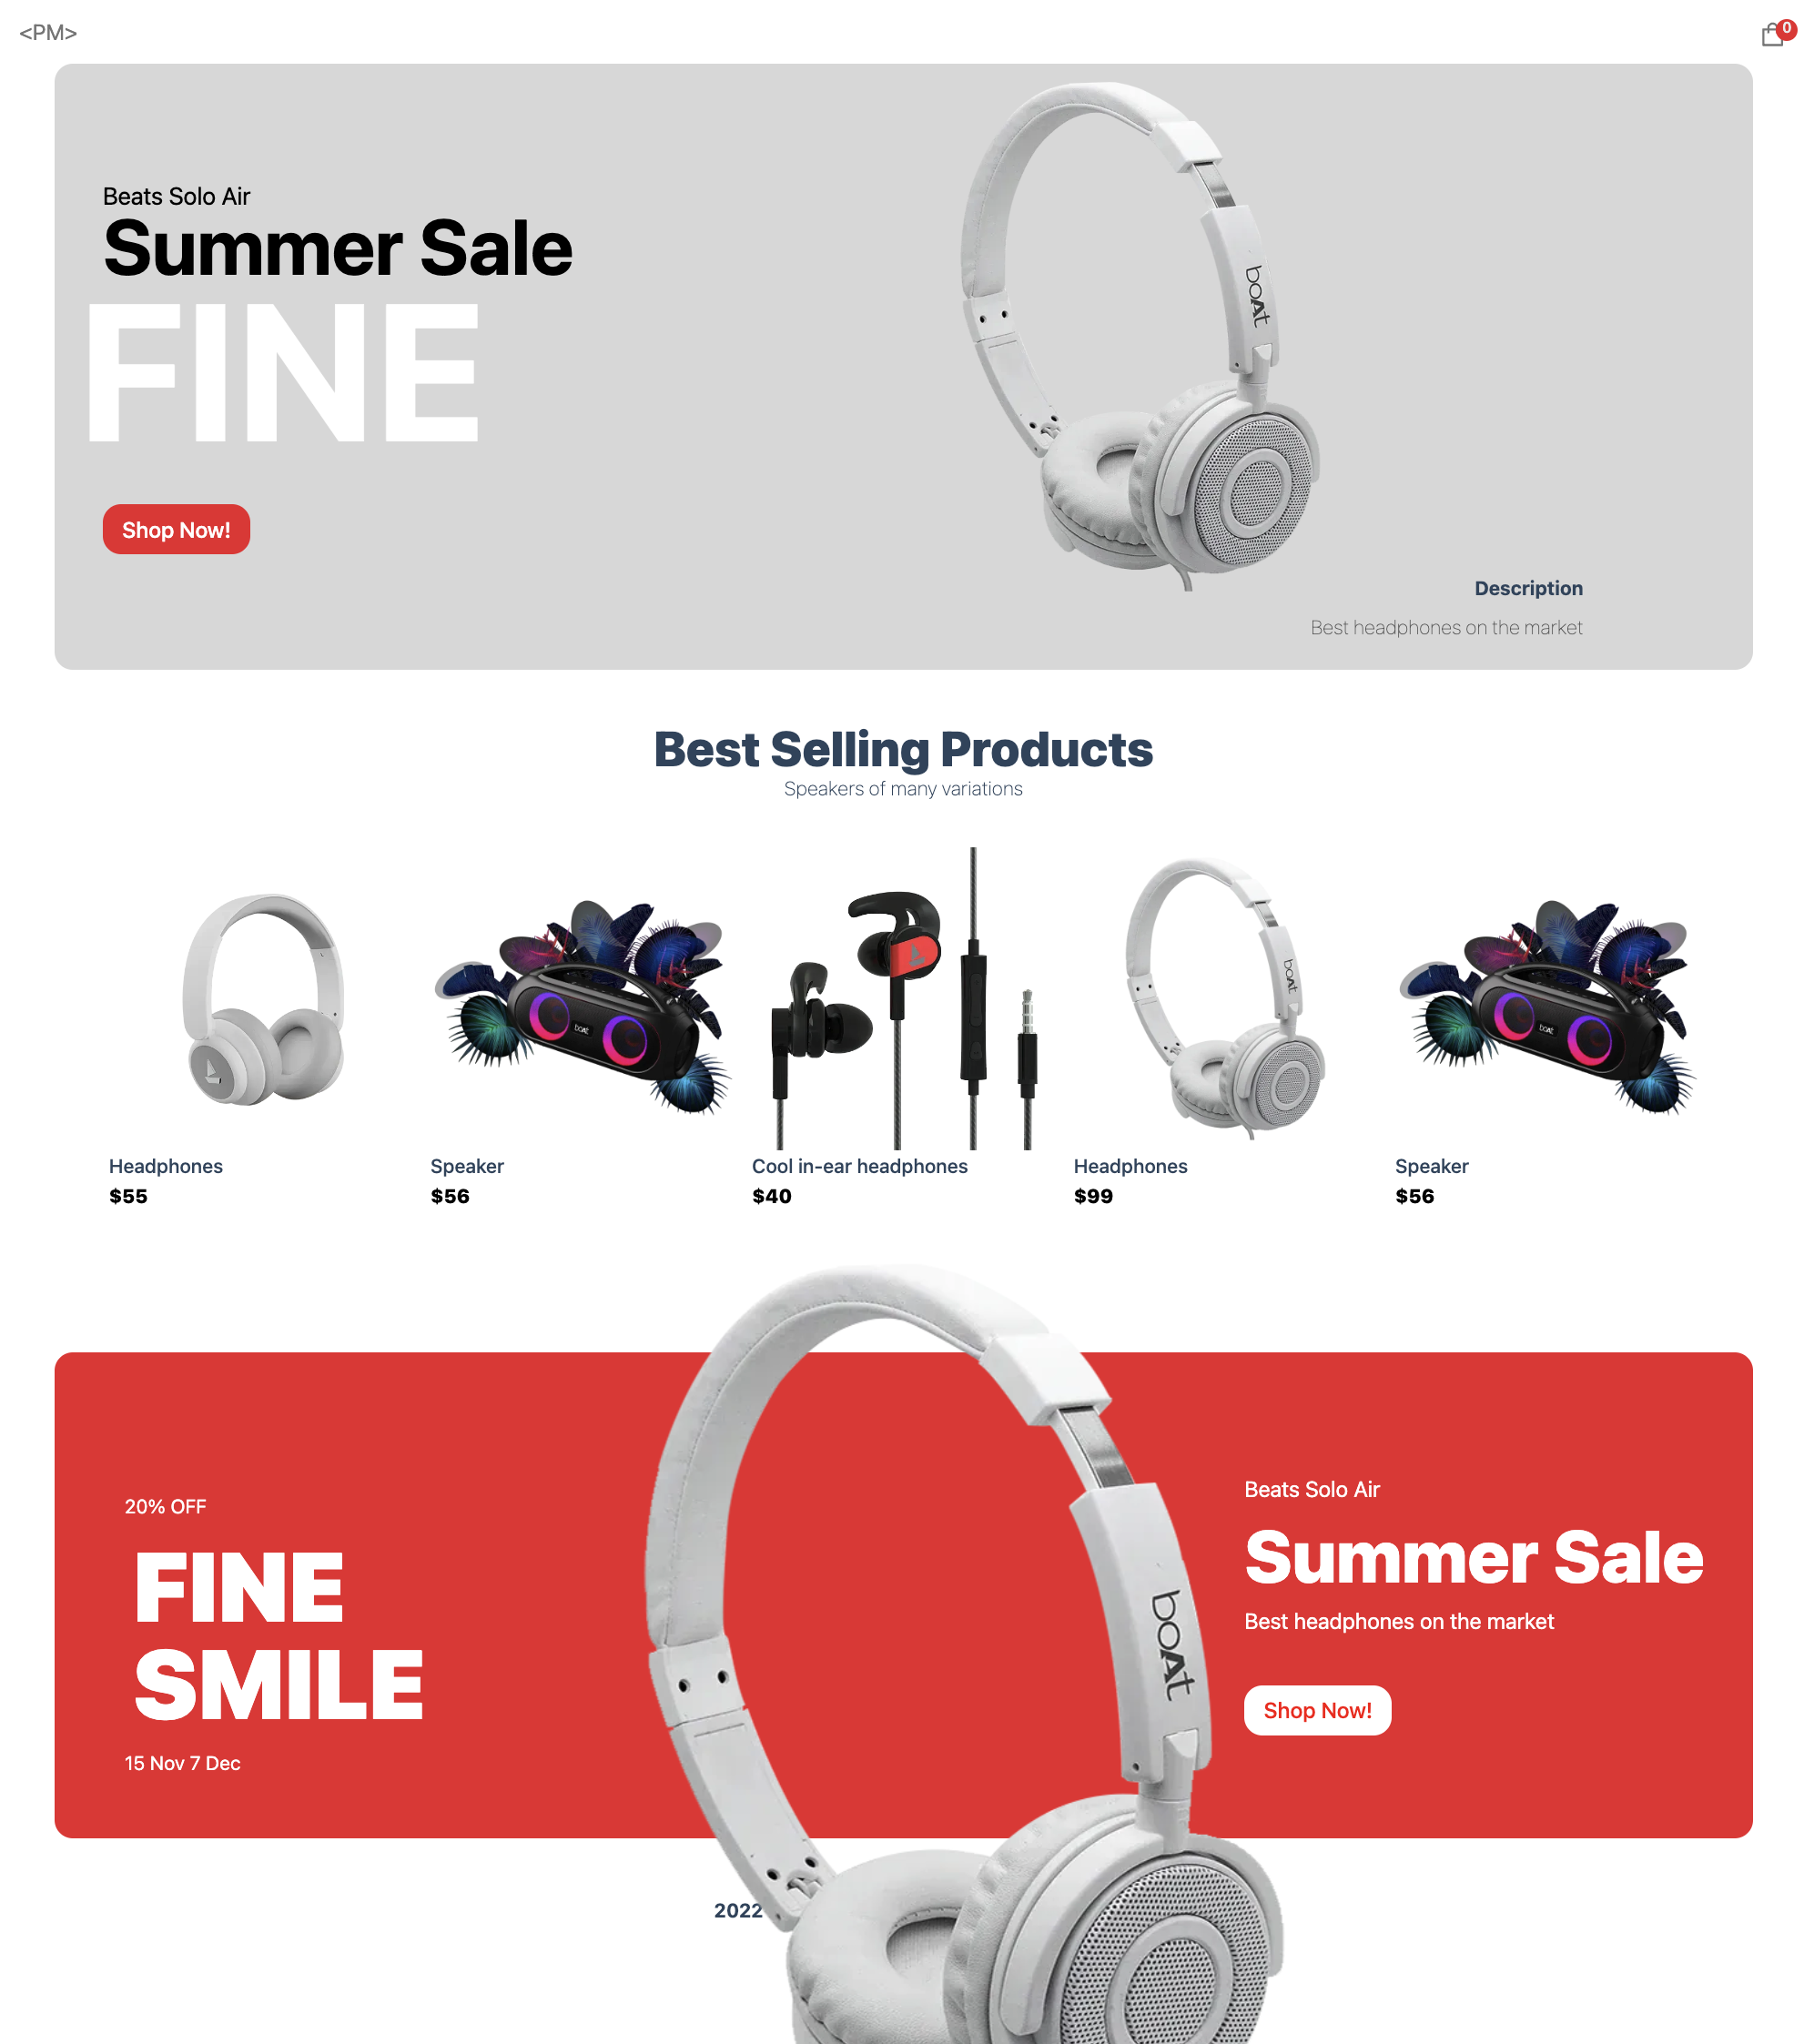 <PM>
0
Beats Solo Air
Summer Sale
FINE
boAt
Shop Now!
Description
Best headphones on the market
Best Selling Products
Speakers of many variations
boAt
boAt
boAt
Headphones
$55
Speaker
$56
Cool in-ear headphones
$40
Headphones
$99
Speaker
$56
20% OFF
FINE
SMILE
15 Nov 7 Dec
boAt
Beats Solo Air
Summer Sale
Best headphones on the market
Shop Now!
2022